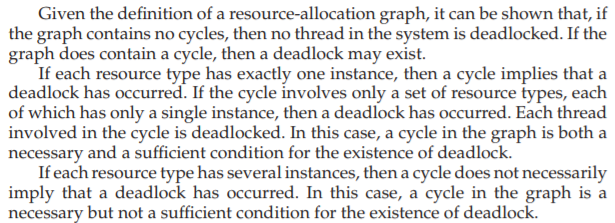 Given the definition of a resource-allocation graph, it can be shown that, if
the graph contains no cycles, then no thread in the system is deadlocked. If the
graph does contain a cycle, then a deadlock may exist.
If each resource type has exactly one instance, then a cycle implies that a
deadlock has occurred. If the cycle involves only a set of resource types, each
of which has only a single instance, then a deadlock has occurred. Each thread
involved in the cycle is deadlocked. In this case, a cycle in the graph is both a
necessary and a sufficient condition for the existence of deadlock.
If each resource type has several instances, then a cycle does not necessarily
imply that a deadlock has occurred. In this case, a cycle in the graph is a
necessary but not a sufficient condition for the existence of deadlock.